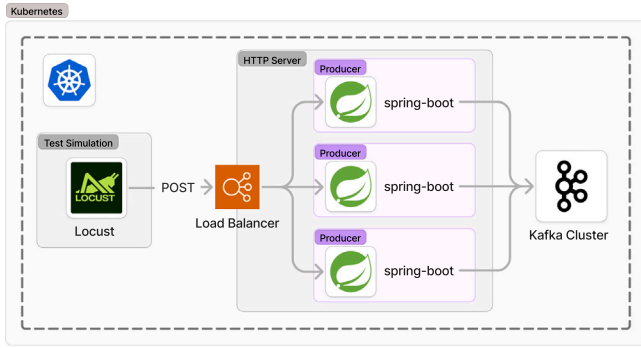 Kubernetes
HTTP Server
Producer
spring-boot
Test Simulation
LOCUST
Locust
POST
Load Balancer
Producer
spring-boot
Kafka Cluster
Producer
spring-boot